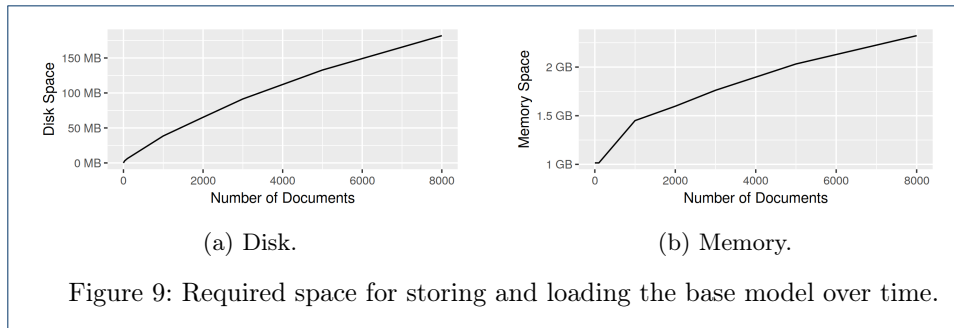 150 MB
100 MB
50 MB
0 MB
Disk Space
0 2000 4000 6000 8000
Number of Documents
(a) Disk.
2 GB
1.5 GB
1 GB
Memory Space
0 2000 4000 6000 8000
Number of Documents
(b) Memory.
Figure 9: Required space for storing and loading the base model over time.